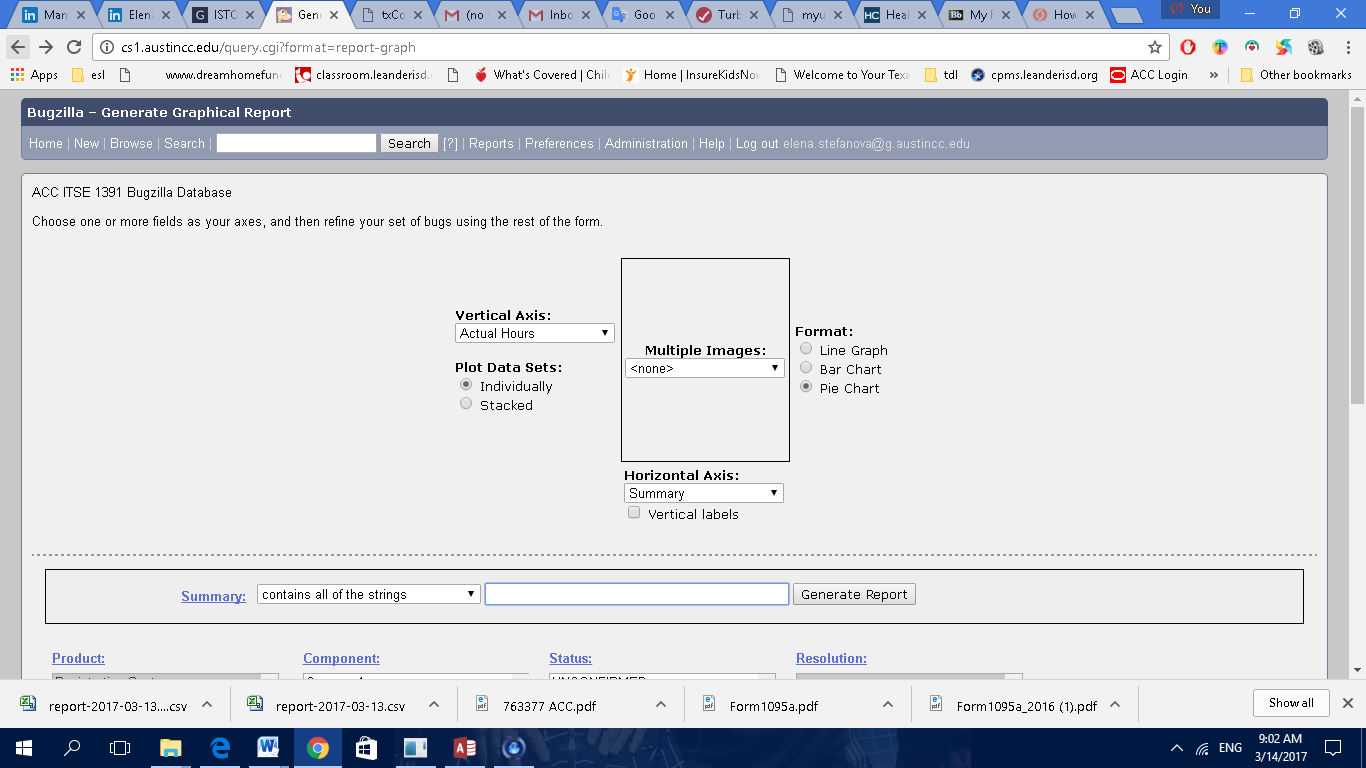 Man
Elen
ISTC
Gen
txCo
(no
Inbo
Goo
Turb
myu
Heal
My
Hov
You
cs1.austincc.edu/query.cgi?format=report-graph
Apps
esl
www.dreamhomefun
classroom.leanderisd.
What's Covered | Chil
Home | InsureKidsNo
Welcome to Your Texa
tdl
cpms.leanderisd.org
ACC Login
»
Other bookmarks
Bugzilla – Generate Graphical Report
Home | New | Browse | Search | Search [?] | Reports | Preferences | Administration | Help | Log out elena.stefanova@g.austincc.edu
ACC ITSE 1391 Bugzilla Database
Choose one or more fields as your axes, and then refine your set of bugs using the rest of the form.
Vertical Axis:
Actual Hours
Plot Data Sets:
Individually
Stacked
Multiple Images:
<none>
Format:
Line Graph
Bar Chart
Pie Chart
Horizontal Axis:
Summary
Vertical labels
Summary: contains all of the strings Generate Report
Product: Component: Status: Resolution:
UNCONFIRMED
report-2017-03-13....csv
report-2017-03-13.csv
763377 ACC.pdf
Form1095a.pdf
Form1095a_2016 (1).pdf
Show all
ENG
9:02 AM
3/14/2017